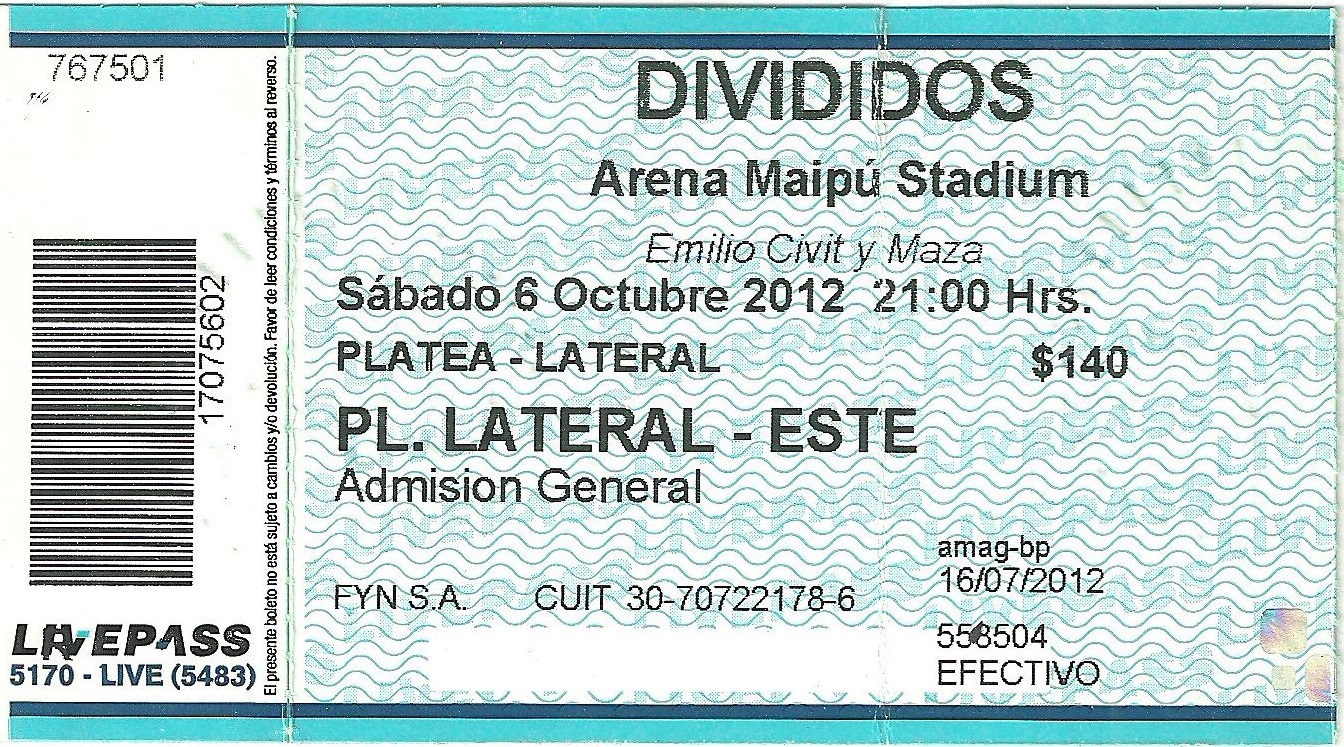 767501
17075602
LIVEPASS
5170 - LIVE (5483)
El presente boleto no está sujeto a cambios y/o devolución. Favor de leer condiciones y términos al reverso.
DIVIDIDOS
Arena Maipú Stadium
Emilio Civit y Maza
Sábado 6 Octubre 2012 21:00 Hrs.
PLATEA - LATERAL $140
PL. LATERAL - ESTE
Admision General
amag-bp
16/07/2012
FYN S.A. CUIT 30-70722178-6
558504
EFECTIVO